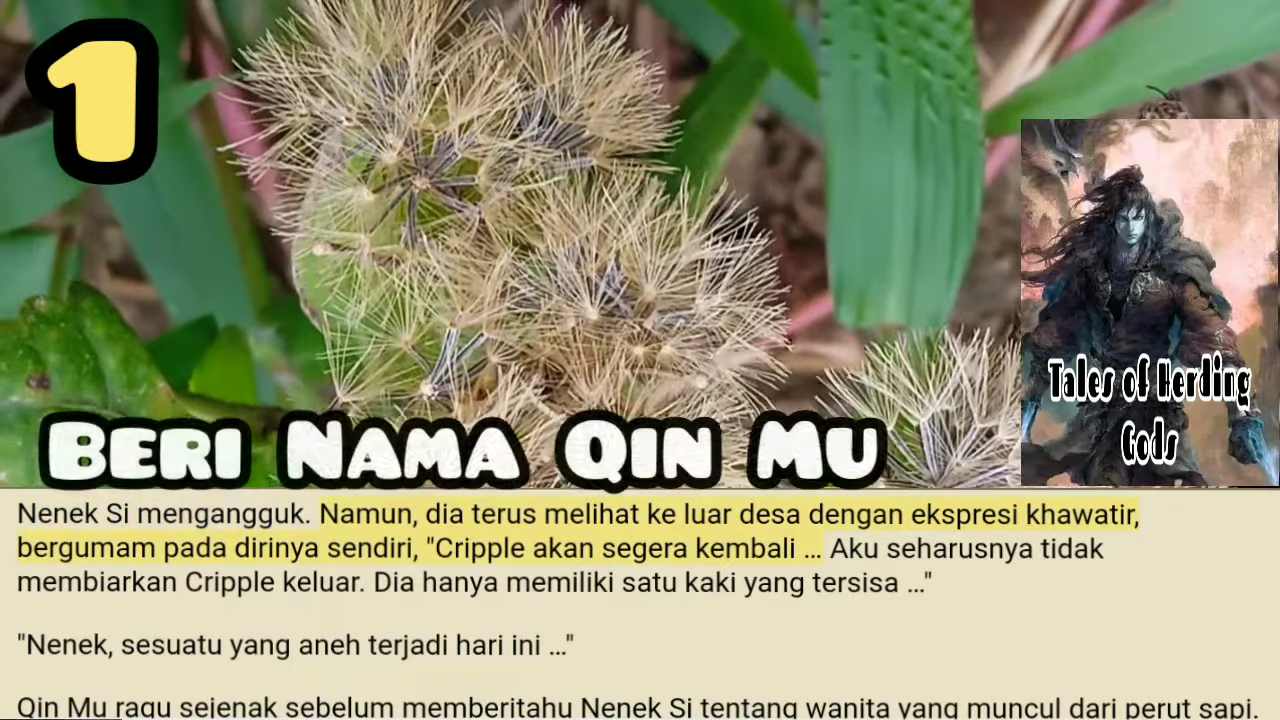 1
Tales of Herding
Gods
BERI NAMA QIN MU
Nenek Si mengangguk. Namun, dia terus melihat ke luar desa dengan ekspresi khawatir,
bergumam pada dirinya sendiri, "Cripple akan segera kembali ... Aku seharusnya tidak
membiarkan Cripple keluar. Dia hanya memiliki satu kaki yang tersisa ..."
"Nenek, sesuatu yang aneh terjadi hari ini ..."
Qin Mu ragu sejenak sebelum memberitahu Nenek Si tentang wanita yang muncul dari perut sapi.